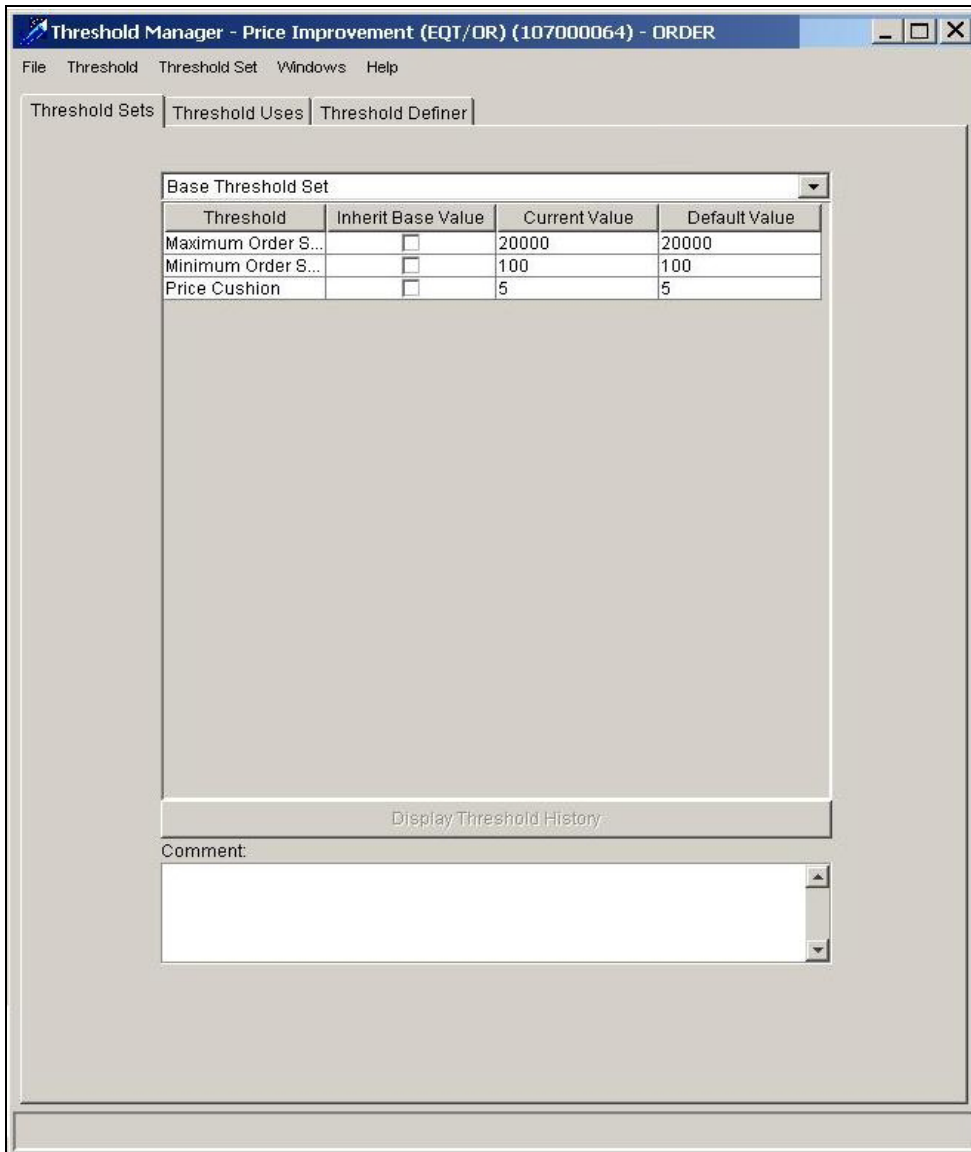 Threshold Manager - Price Improvement (EQT/OR) (107000064) - ORDER
File Threshold Threshold Set Windows Help
Threshold Sets Threshold Uses Threshold Definer
Base Threshold Set
Threshold Inherit Base Value Current Value Default Value
Maximum Order S... 20000 20000
Minimum Order S... 100 100
Price Cushion 5 5
Display Threshold History
Comment: